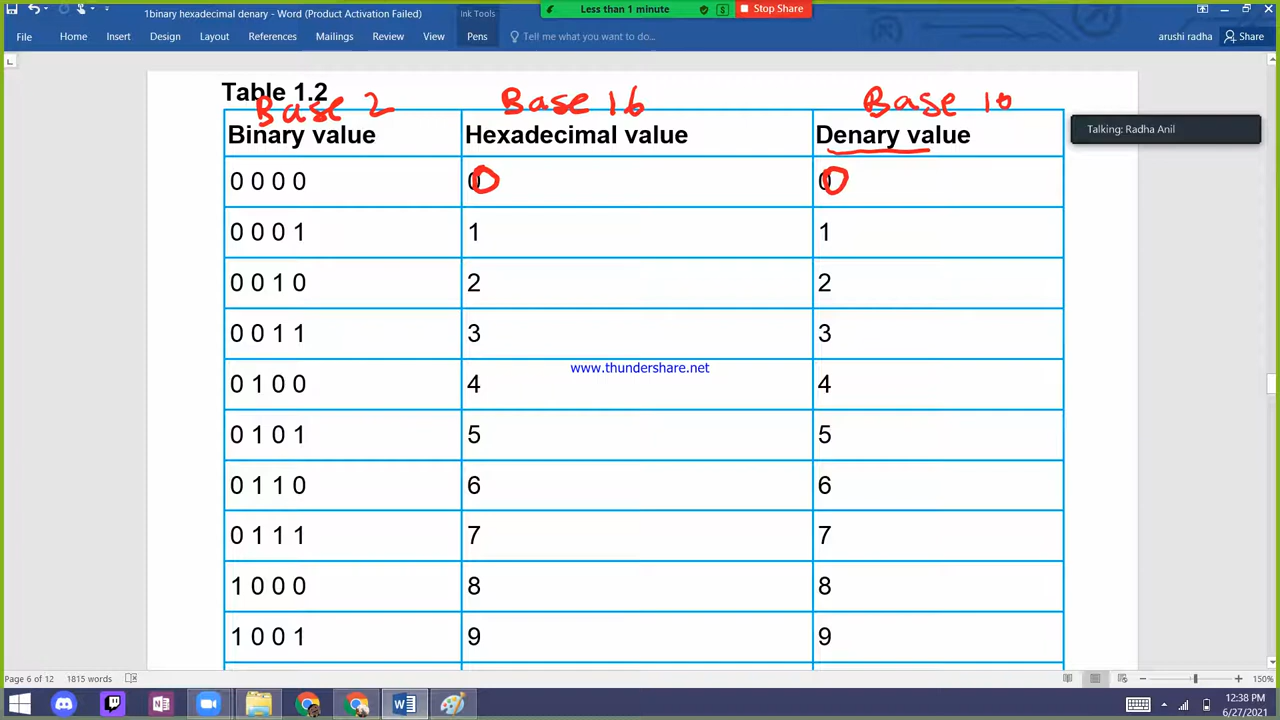 1binary hexadecimal denary - Word (Product Activation Failed)
Ink Tools
Less than 1 minute
Stop Share
File Home Insert Design Layout References Mailings Review View Pens Tell me what you want to do... arushi radha Share
Table 1.2
Base 2 Base 16 Base 10
Binary value Hexadecimal value Denary value
Talking: Radha Anil
0 0 0 0 0 0
0 0 0 1 1 1
0 0 1 0 2 2
0 0 1 1 3 3
www.thundershare.net
0 1 0 0 4 4
0 1 0 1 5 5
0 1 1 0 6 6
0 1 1 1 7 7
1 0 0 0 8 8
1 0 0 1 9 9
Page 6 of 12 1815 words 150%
12:38 PM
6/27/2021